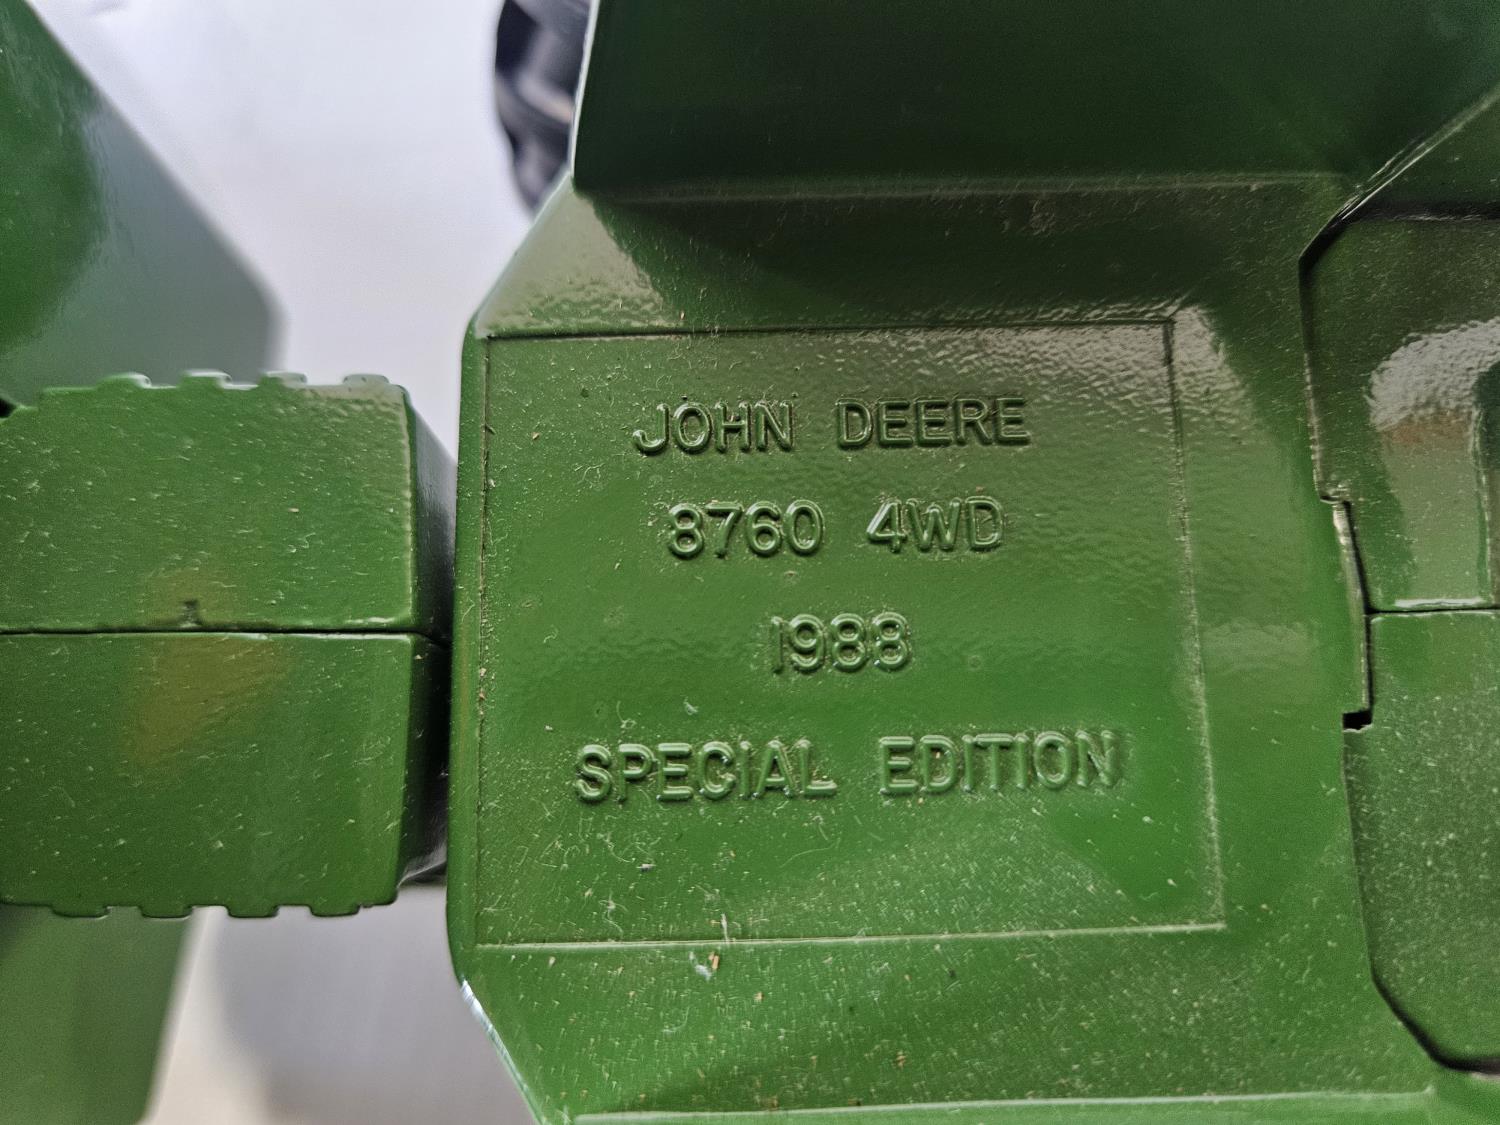 JOHN DEERE
8760 4WD
1988
SPECIAL EDITION